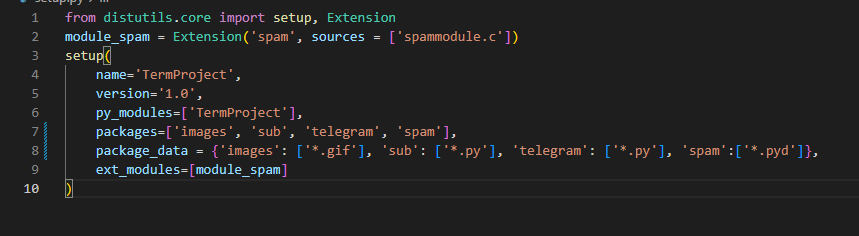 setup.py > ...
1 from distutils.core import setup, Extension
2 module_spam = Extension('spam', sources = ['spammodule.c'])
3 setup(
4     name='TermProject',
5     version='1.0',
6     py_modules=['TermProject'],
7     packages=['images', 'sub', 'telegram', 'spam'],
8     package_data = {'images': ['*.gif'], 'sub': ['*.py'], 'telegram': ['*.py'], 'spam':['*.pyd']},
9     ext_modules=[module_spam]
10 )